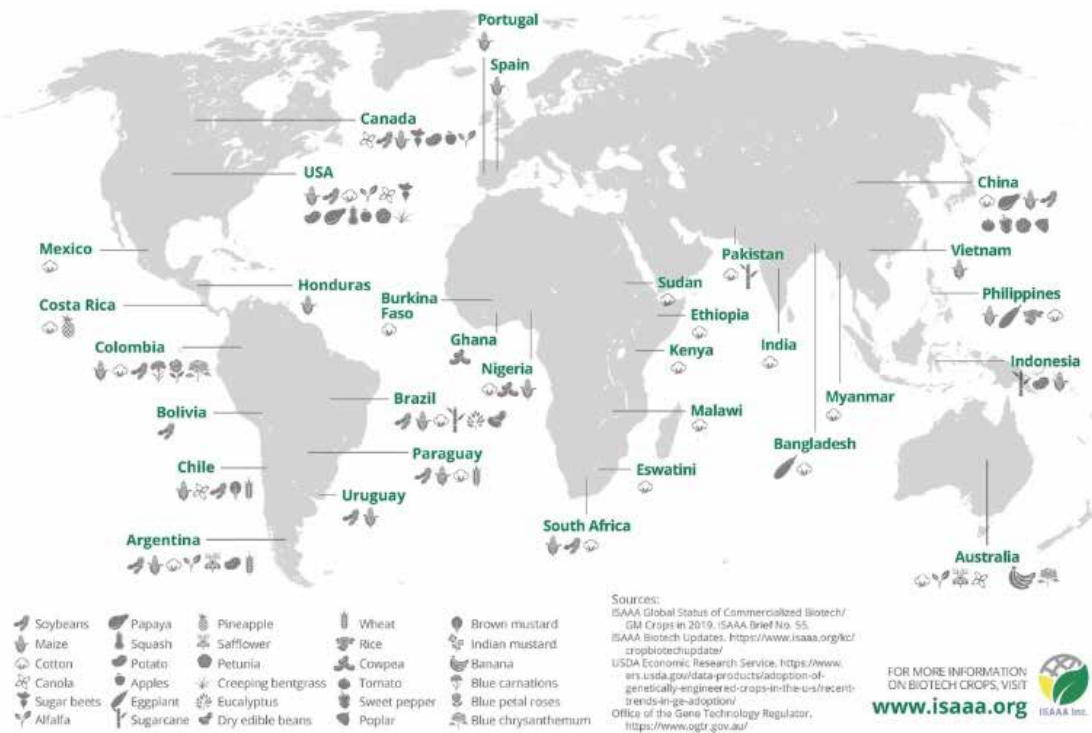 Portugal
Spain
Canada
USA
China
Mexico
Pakistan
Vietnam
Honduras
Sudan
Costa Rica
Burkina
Faso
Philippines
Ethiopia
Ghana
India
Colombia
Kenya
Indonesia
Nigeria
Brazil
Myanmar
Bolivia
Malawi
Bangladesh
Paraguay
Chile
Eswatini
Uruguay
South Africa
Argentina
Australia
Soybeans
Maize
Cotton
Canola
Sugar beets
Alfalfa
Papaya
Squash
Potato
Apples
Eggplant
Sugarcane
Pineapple
Safflower
Petunia
Creeping bentgrass
Eucalyptus
Dry edible beans
Wheat
Rice
Cowpea
Tomato
Sweet pepper
Poplar
Brown mustard
Indian mustard
Banana
Blue carnations
Blue petal roses
Blue chrysanthemum
Sources:
ISAAA Global Status of Commercialized Biotech/
GM Crops in 2019. ISAAA Brief No. 55.
ISAAA Biotech Updates. https://www.isaaa.org/kc/
cropbiotechupdate/
USDA Economic Research Service. https://www.
ers.usda.gov/data-products/adoption-of-
genetically-engineered-crops-in-the-u-s/recent-
trends-in-ge-adoption/
Office of the Gene Technology Regulator.
https://www.ogtr.gov.au/
FOR MORE INFORMATION
ON BIOTECH CROPS, VISIT
www.isaaa.org
ISAAA Inc.